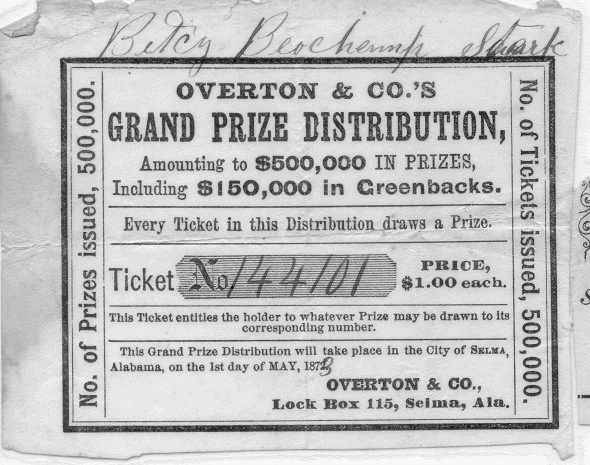 Betcy Beochemp Stark
OVERTON & CO.'S
GRAND PRIZE DISTRIBUTION,
Amounting to $500,000 IN PRIZES,
Including $150,000 in Greenbacks.
Every Ticket in this Distribution draws a Prize.
Ticket No 144101
PRICE,
$1.00 each.
This Ticket entitles the holder to whatever Prize may be drawn to its
corresponding number.
This Grand Prize Distribution will take place in the City of SELMA,
Alabama, on the 1st day of MAY, 1873
OVERTON & CO.,
Lock Box 115, Selma, Ala.
No. of Prizes issued, 500,000.
No. of Tickets issued, 500,000.